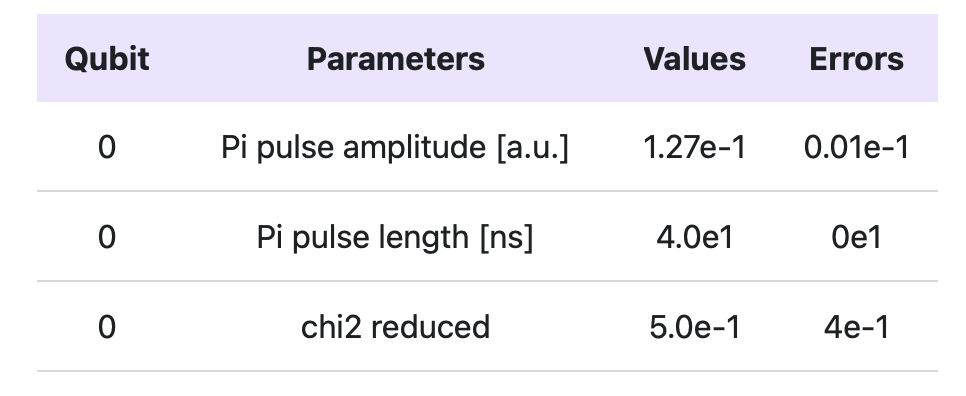 Qubit Parameters Values Errors
0 Pi pulse amplitude [a.u.] 1.27e-1 0.01e-1
0 Pi pulse length [ns] 4.0e1 0e1
0 chi2 reduced 5.0e-1 4e-1